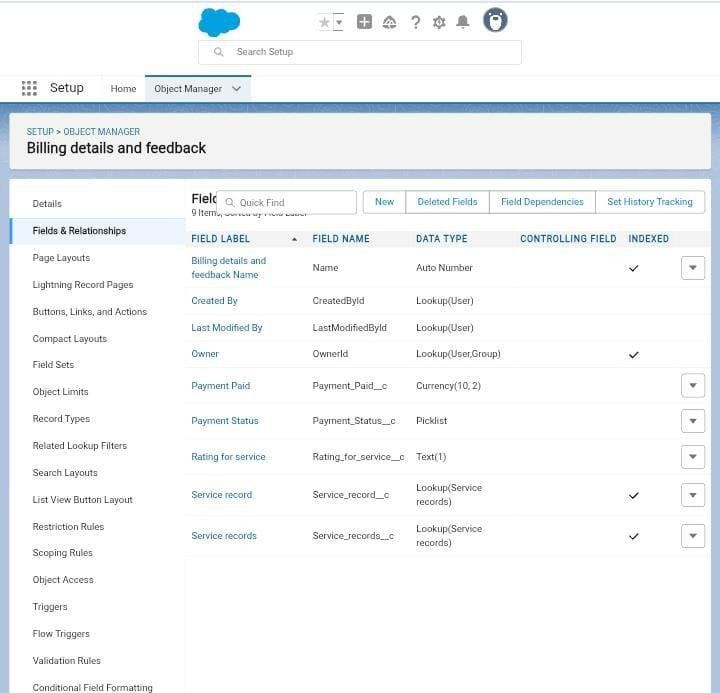 Search Setup
Setup
Home
Object Manager
SETUP > OBJECT MANAGER
Billing details and feedback
Details
Fields & Relationships
Page Layouts
Lightning Record Pages
Buttons, Links, and Actions
Compact Layouts
Field Sets
Object Limits
Record Types
Related Lookup Filters
Search Layouts
List View Button Layout
Restriction Rules
Scoping Rules
Object Access
Triggers
Flow Triggers
Validation Rules
Conditional Field Formatting
Quick Find
New
Deleted Fields
Field Dependencies
Set History Tracking
9 Items, Sorted by Field Label
FIELD LABEL FIELD NAME DATA TYPE CONTROLLING FIELD INDEXED
Billing details and
feedback Name Name Auto Number
Created By CreatedById Lookup(User)
Last Modified By LastModifiedById Lookup(User)
Owner OwnerId Lookup(User,Group)
Payment Paid Payment_Paid__c Currency(10, 2)
Payment Status Payment_Status__c Picklist
Rating for service Rating_for_service__c Text(1)
Service record Service_record__c Lookup(Service
records)
Service records Service_records__c Lookup(Service
records)